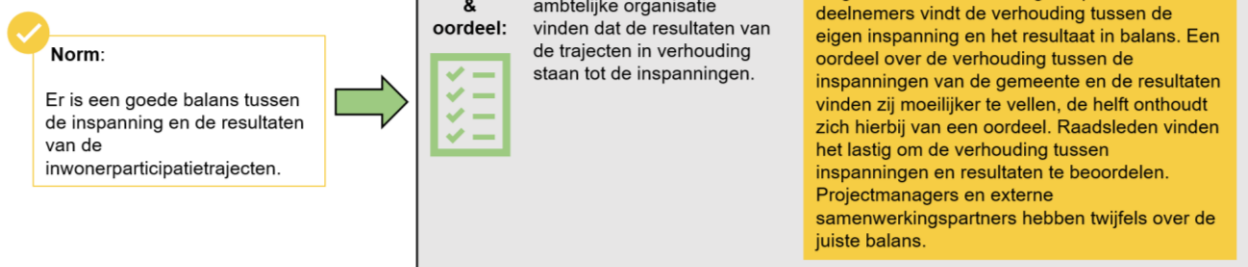 Norm:
Er is een goede balans tussen
de inspanning en de resultaten
van de
inwonerparticipatietrajecten.
&
oordeel:
ambtelijke organisatie
vinden dat de resultaten van
de trajecten in verhouding
staan tot de inspanningen.
deelnemers vindt de verhouding tussen de
eigen inspanning en het resultaat in balans. Een
oordeel over de verhouding tussen de
inspanningen van de gemeente en de resultaten
vinden zij moeilijker te vellen, de helft onthoudt
zich hierbij van een oordeel. Raadsleden vinden
het lastig om de verhouding tussen
inspanningen en resultaten te beoordelen.
Projectmanagers en externe
samenwerkingspartners hebben twijfels over de
juiste balans.